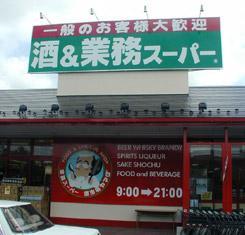 一般のお客様大歓迎
酒&業務スーパー
BEER WHISKY BRANDY
SPIRITS LIQUEUR
SAKE SHOCHU
FOOD and BEVERAGE
9:00→21:00